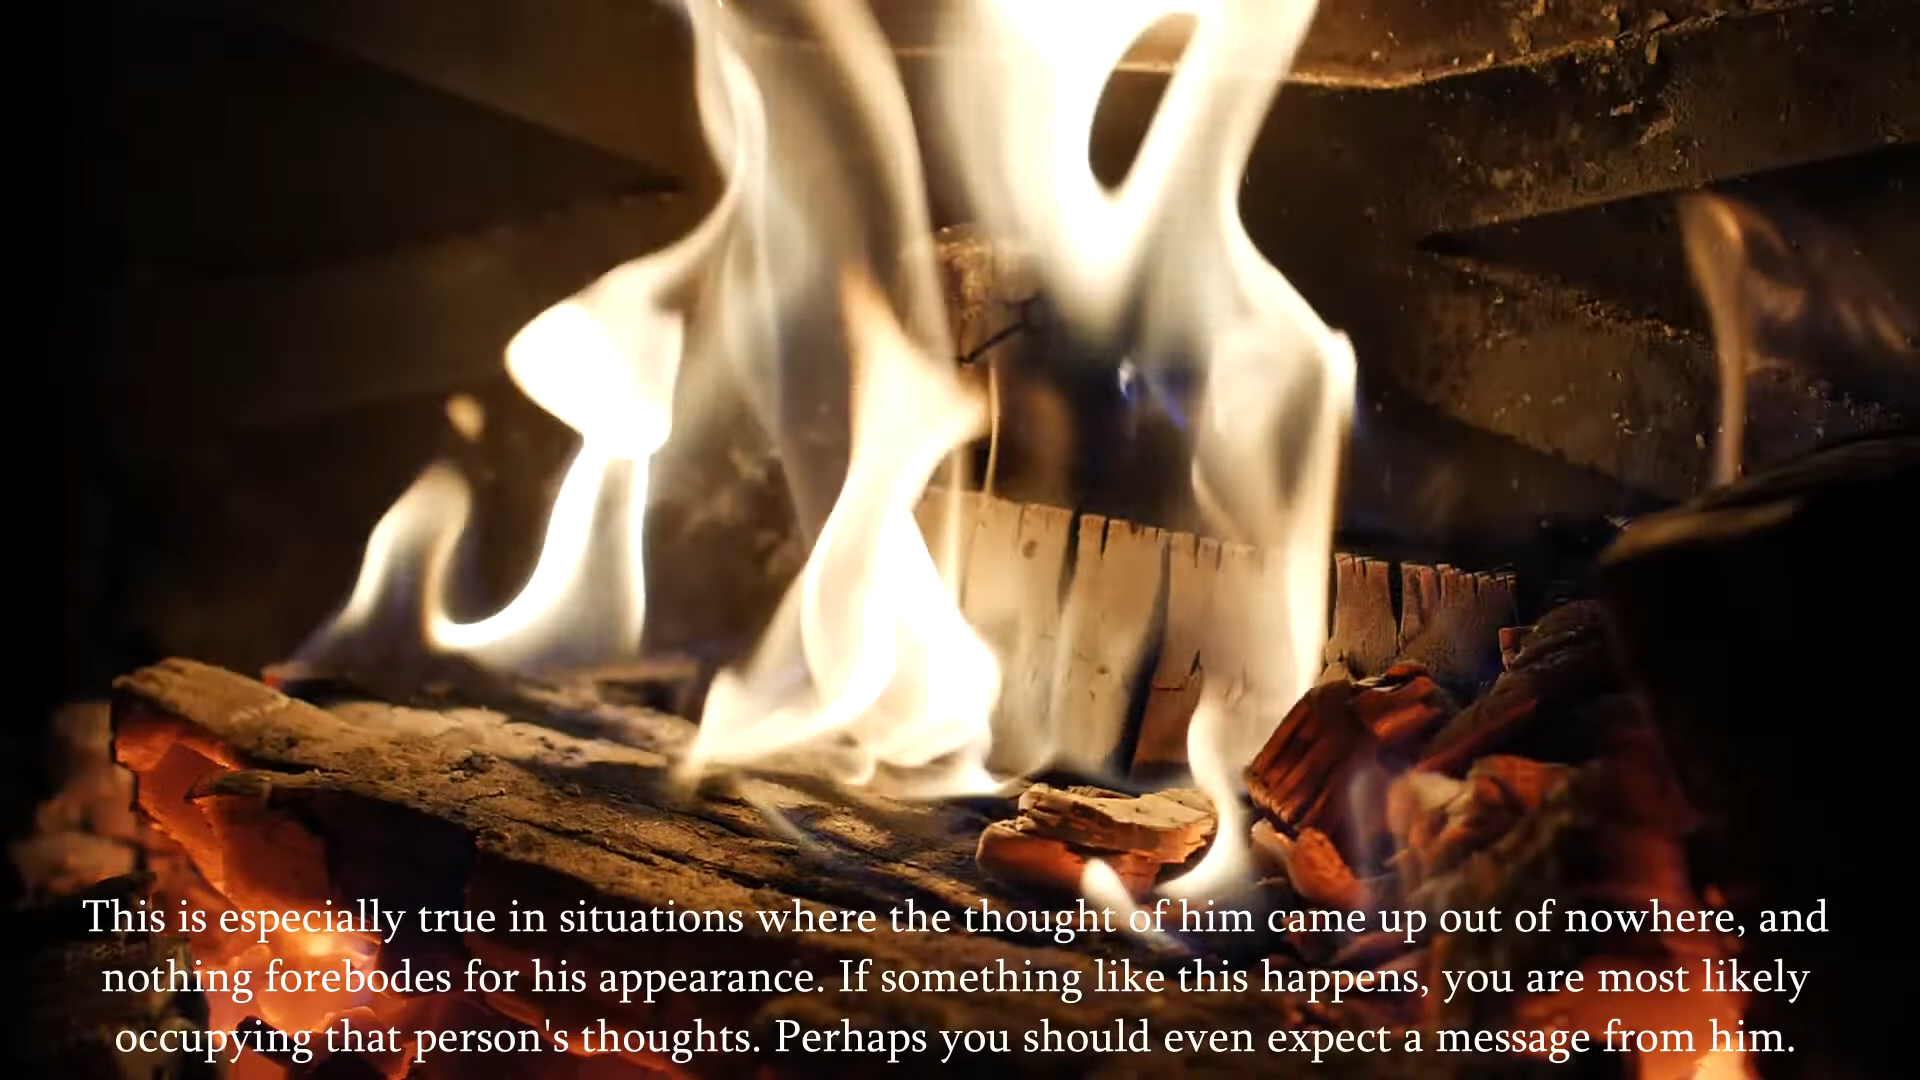 This is especially true in situations where the thought of him came up out of nowhere, and
nothing forebodes for his appearance. If something like this happens, you are most likely
occupying that person's thoughts. Perhaps you should even expect a message from him.